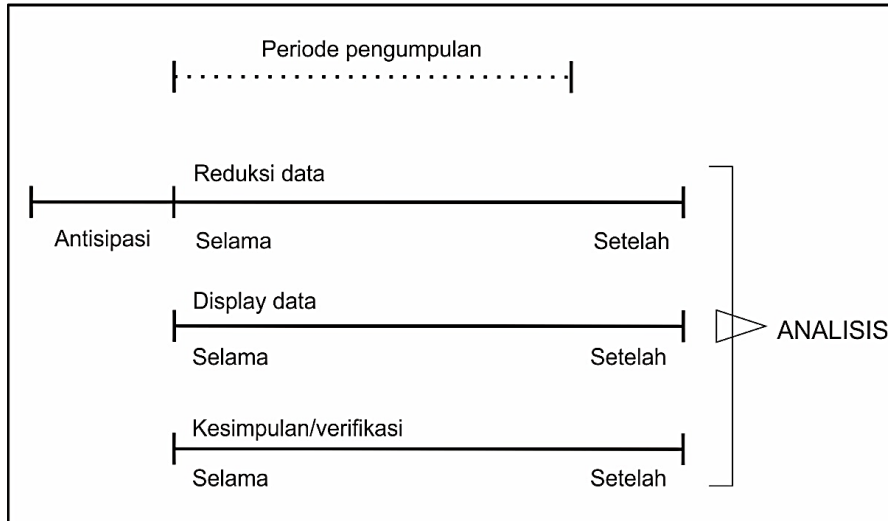 Periode pengumpulan
Reduksi data
Antisipasi Selama Setelah
Display data
Selama Setelah
ANALISIS
Kesimpulan/verifikasi
Selama Setelah